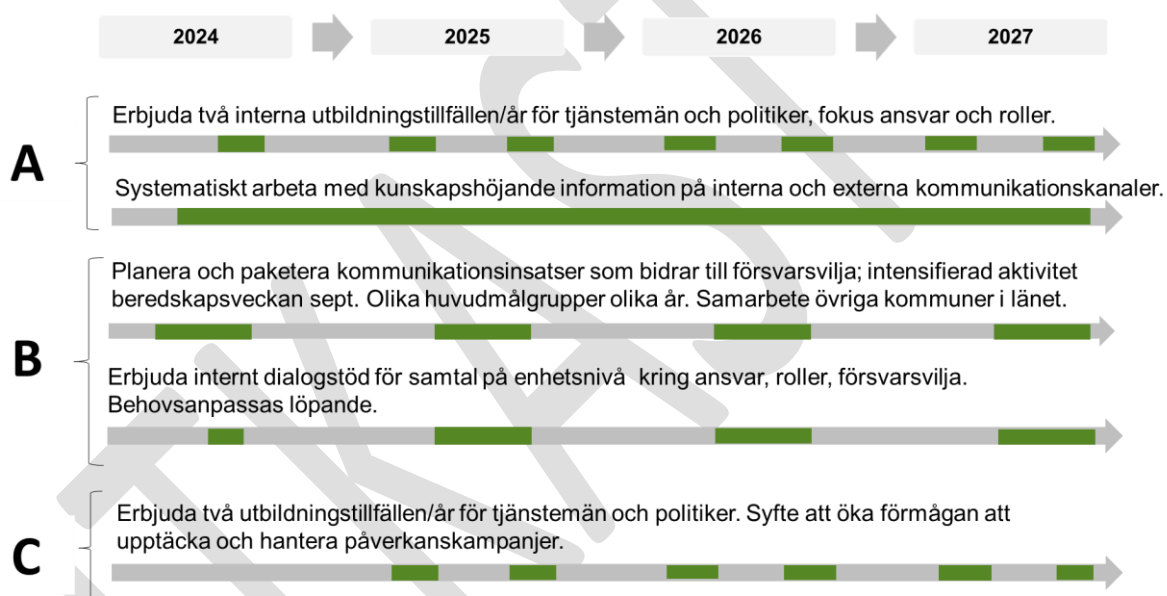 2024 2025 2026 2027
A
Erbjuda två interna utbildningstillfällen/år för tjänstemän och politiker, fokus ansvar och roller.
Systematiskt arbeta med kunskapshöjande information på interna och externa kommunikationskanaler.
B
Planera och paketera kommunikationsinsatser som bidrar till försvarsvilja; intensifierad aktivitet
beredskapsveckan sept. Olika huvudmålgrupper olika år. Samarbete övriga kommuner i länet.
Erbjuda internt dialogstöd för samtal på enhetsnivå kring ansvar, roller, försvarsvilja.
Behovsanpassas löpande.
C
Erbjuda två utbildningstillfällen/år för tjänstemän och politiker. Syfte att öka förmågan att
upptäcka och hantera påverkanskampanjer.
TKAST